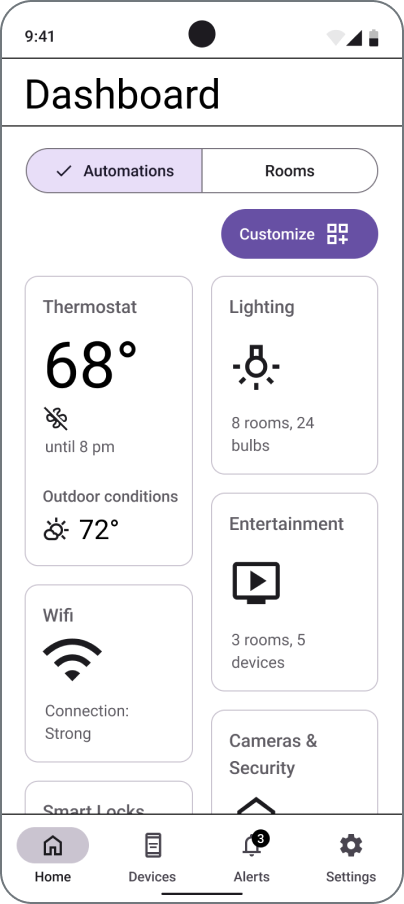 9:41
Dashboard
Automations
Rooms
Customize
Thermostat
68°
until 8 pm
Outdoor conditions
72°
Lighting
8 rooms, 24
bulbs
Entertainment
3 rooms, 5
devices
Wifi
Connection:
Strong
Cameras &
Security
Smart Locks
3
Home
Devices
Alerts
Settings